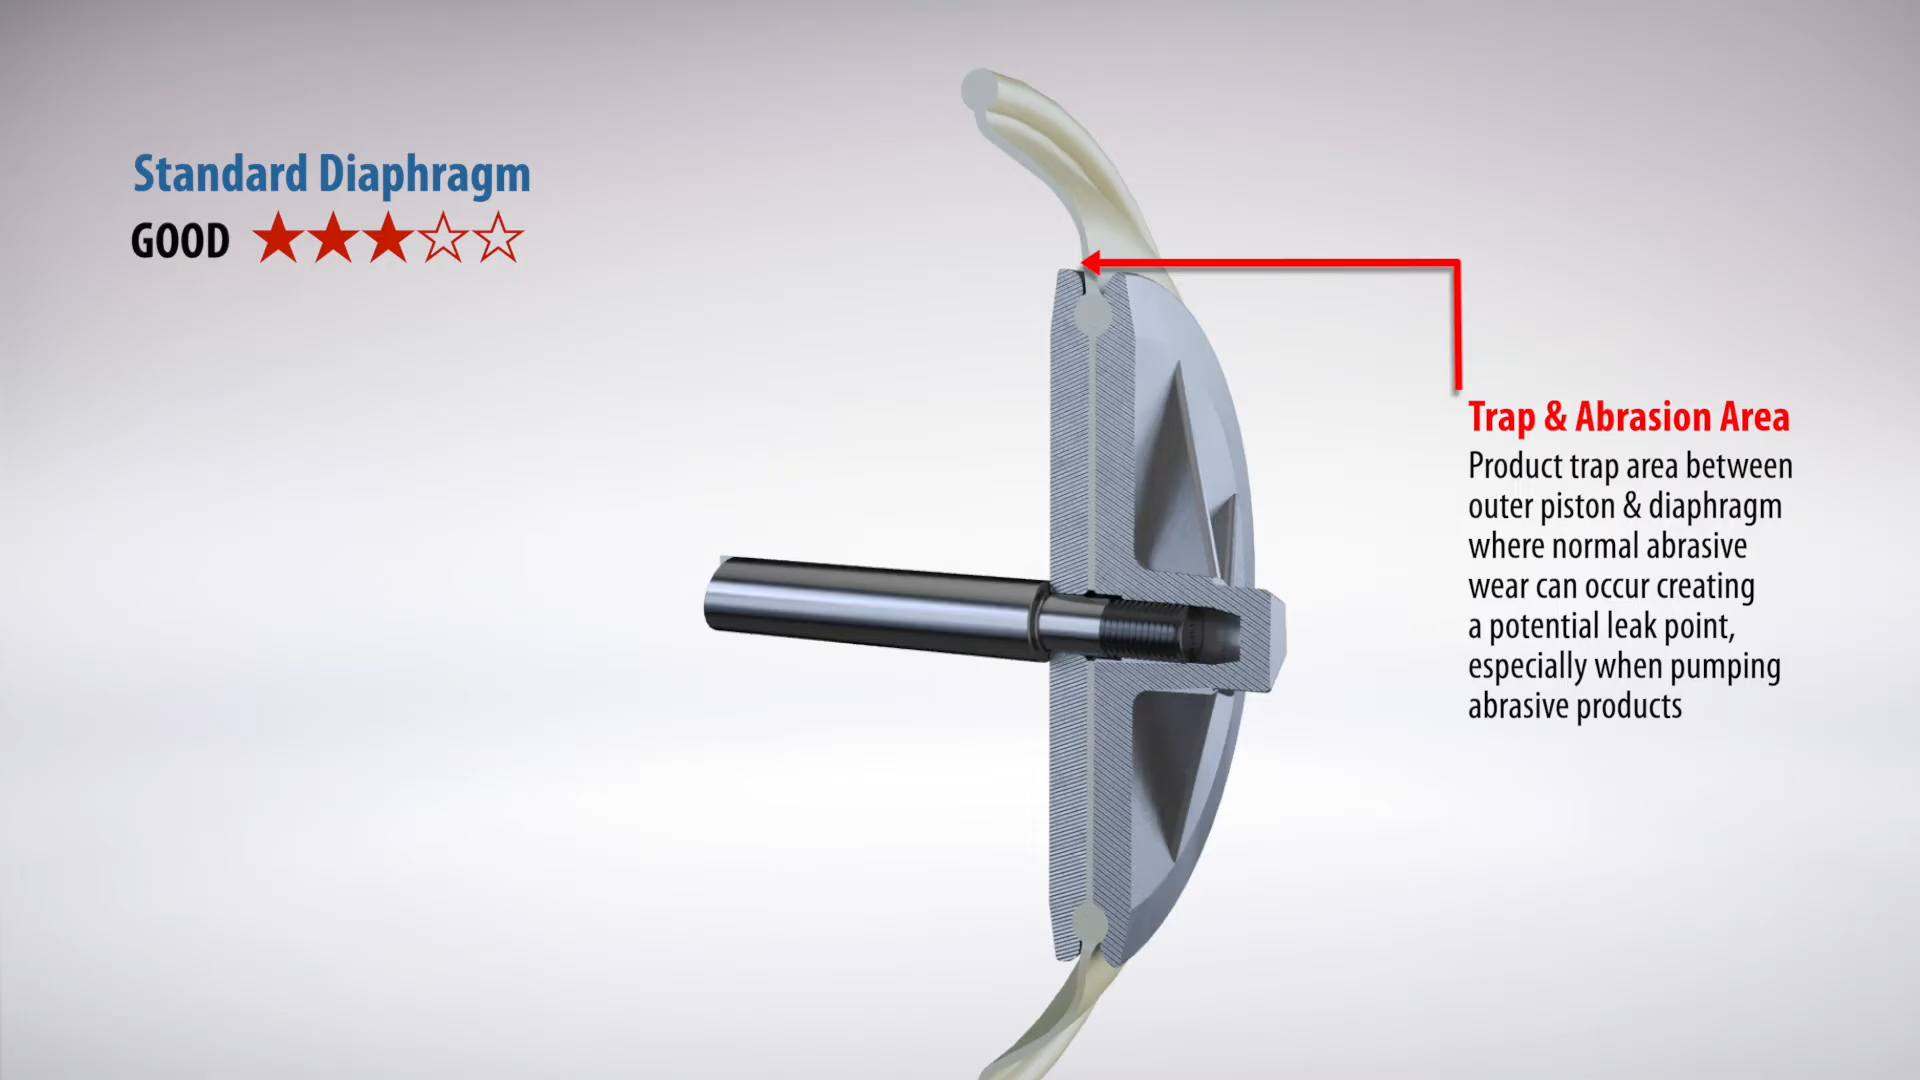 Standard Diaphragm
GOOD
Trap & Abrasion Area
Product trap area between
outer piston & diaphragm
where normal abrasive
wear can occur creating
a potential leak point,
especially when pumping
abrasive products